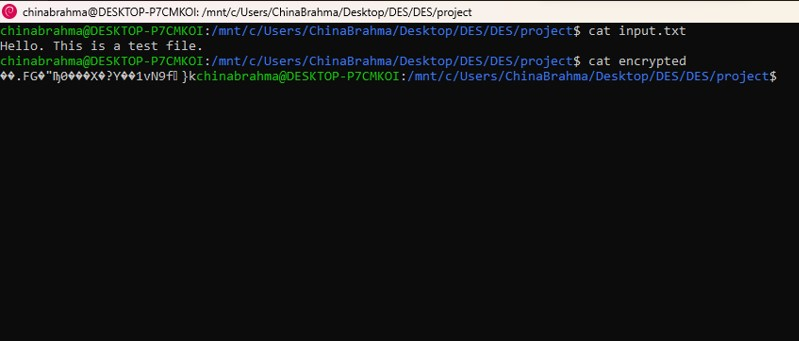 chinabrahma@DESKTOP-P7CMKOI: /mnt/c/Users/ChinaBrahma/Desktop/DES/DES/project
chinabrahma@DESKTOP-P7CMKOI:/mnt/c/Users/ChinaBrahma/Desktop/DES/DES/project$ cat input.txt
Hello. This is a test file.
chinabrahma@DESKTOP-P7CMKOI:/mnt/c/Users/ChinaBrahma/Desktop/DES/DES/project$ cat encrypted
��.FG�"Ҧ0���X�?Y��1vN9f }kchinabrahma@DESKTOP-P7CMKOI:/mnt/c/Users/ChinaBrahma/Desktop/DES/DES/project$